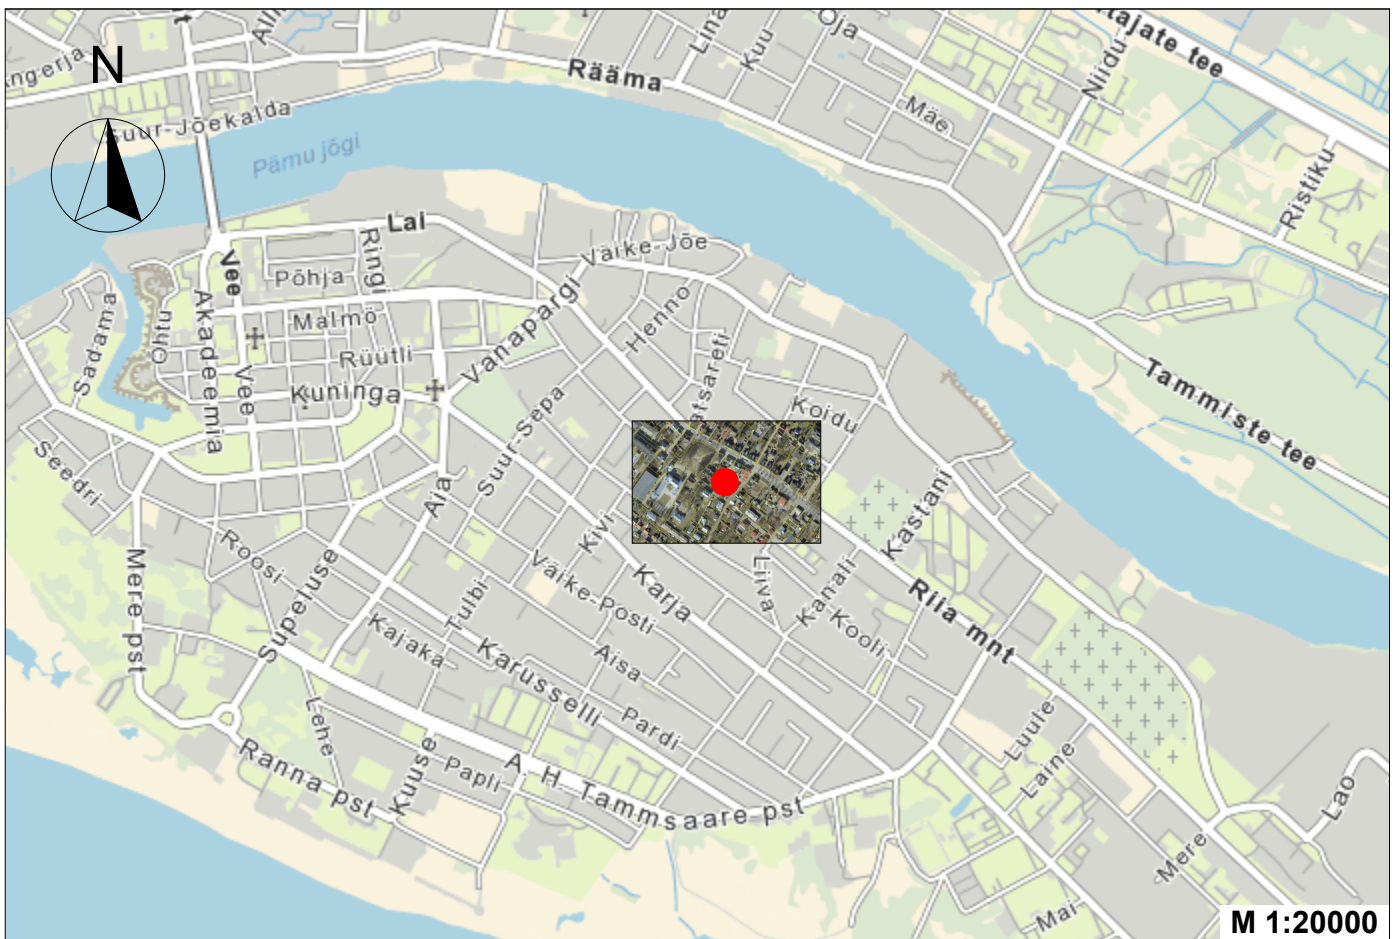 Lina
Kuu
Oja
Niidu
Rääma
N
Mäe
Suur-Jõekalda
Pärnu jõgi
Ristiku
Lai
Ringi
Väike-Jõe
Vee
Põhja
Sadama
Akadeemia
Ohtu
Malmö
Henno
Vanapargi
Rüütli
Vee
Kuninga
Tammiste tee
Koidu
Suur-Sepa
Seedri
Aia
Kivi
Kastani
Roosi
Supeluse
Mere pst
Väike-Posti
Karja
Liiva
Kanali
Kooli
Riia mnt
Tulbi
Kajaka
Karusselli
Aisa
Pardi
Lehe
Luule
Laine
Ranna pst
Kuuse
Papli
A. H. Tammsaare pst
Lao
Mere
Mai
M 1:20000